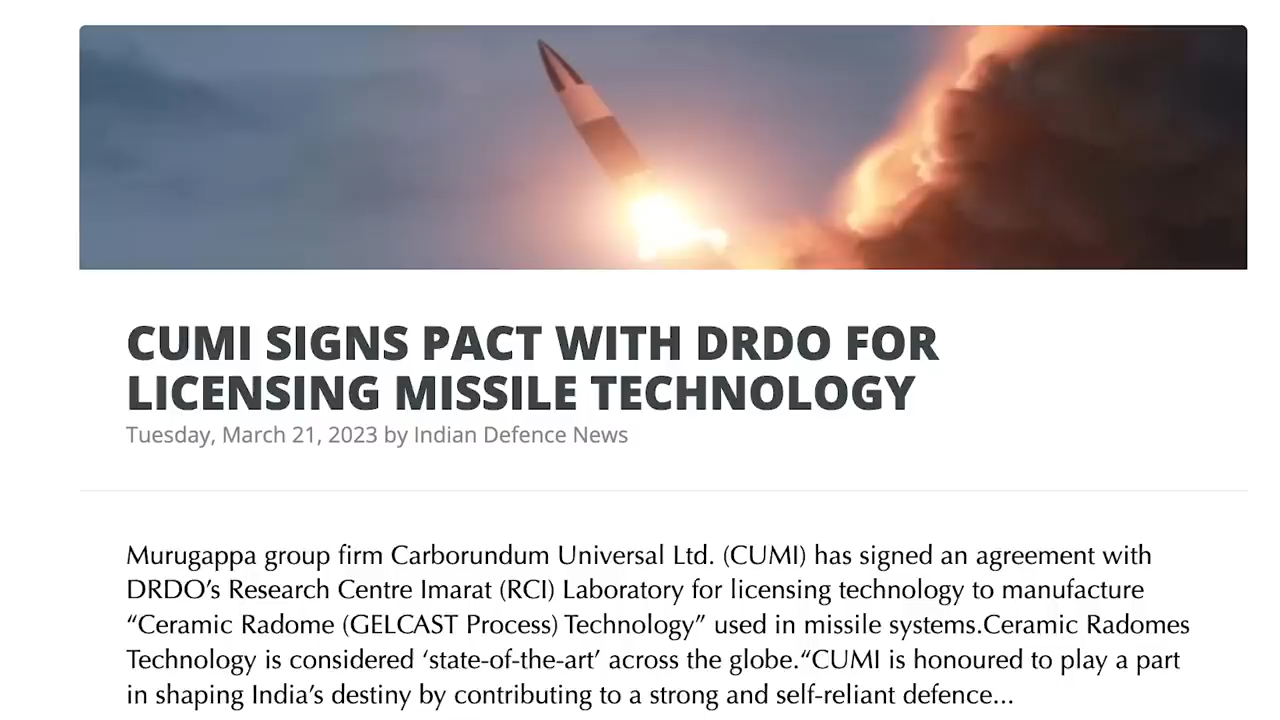 CUMI SIGNS PACT WITH DRDO FOR
LICENSING MISSILE TECHNOLOGY
Tuesday, March 21, 2023 by Indian Defence News
Murugappa group firm Carborundum Universal Ltd. (CUMI) has signed an agreement with
DRDO’s Research Centre Imarat (RCI) Laboratory for licensing technology to manufacture
“Ceramic Radome (GELCAST Process) Technology” used in missile systems.Ceramic Radomes
Technology is considered ‘state-of-the-art’ across the globe.“CUMI is honoured to play a part
in shaping India’s destiny by contributing to a strong and self-reliant defence...